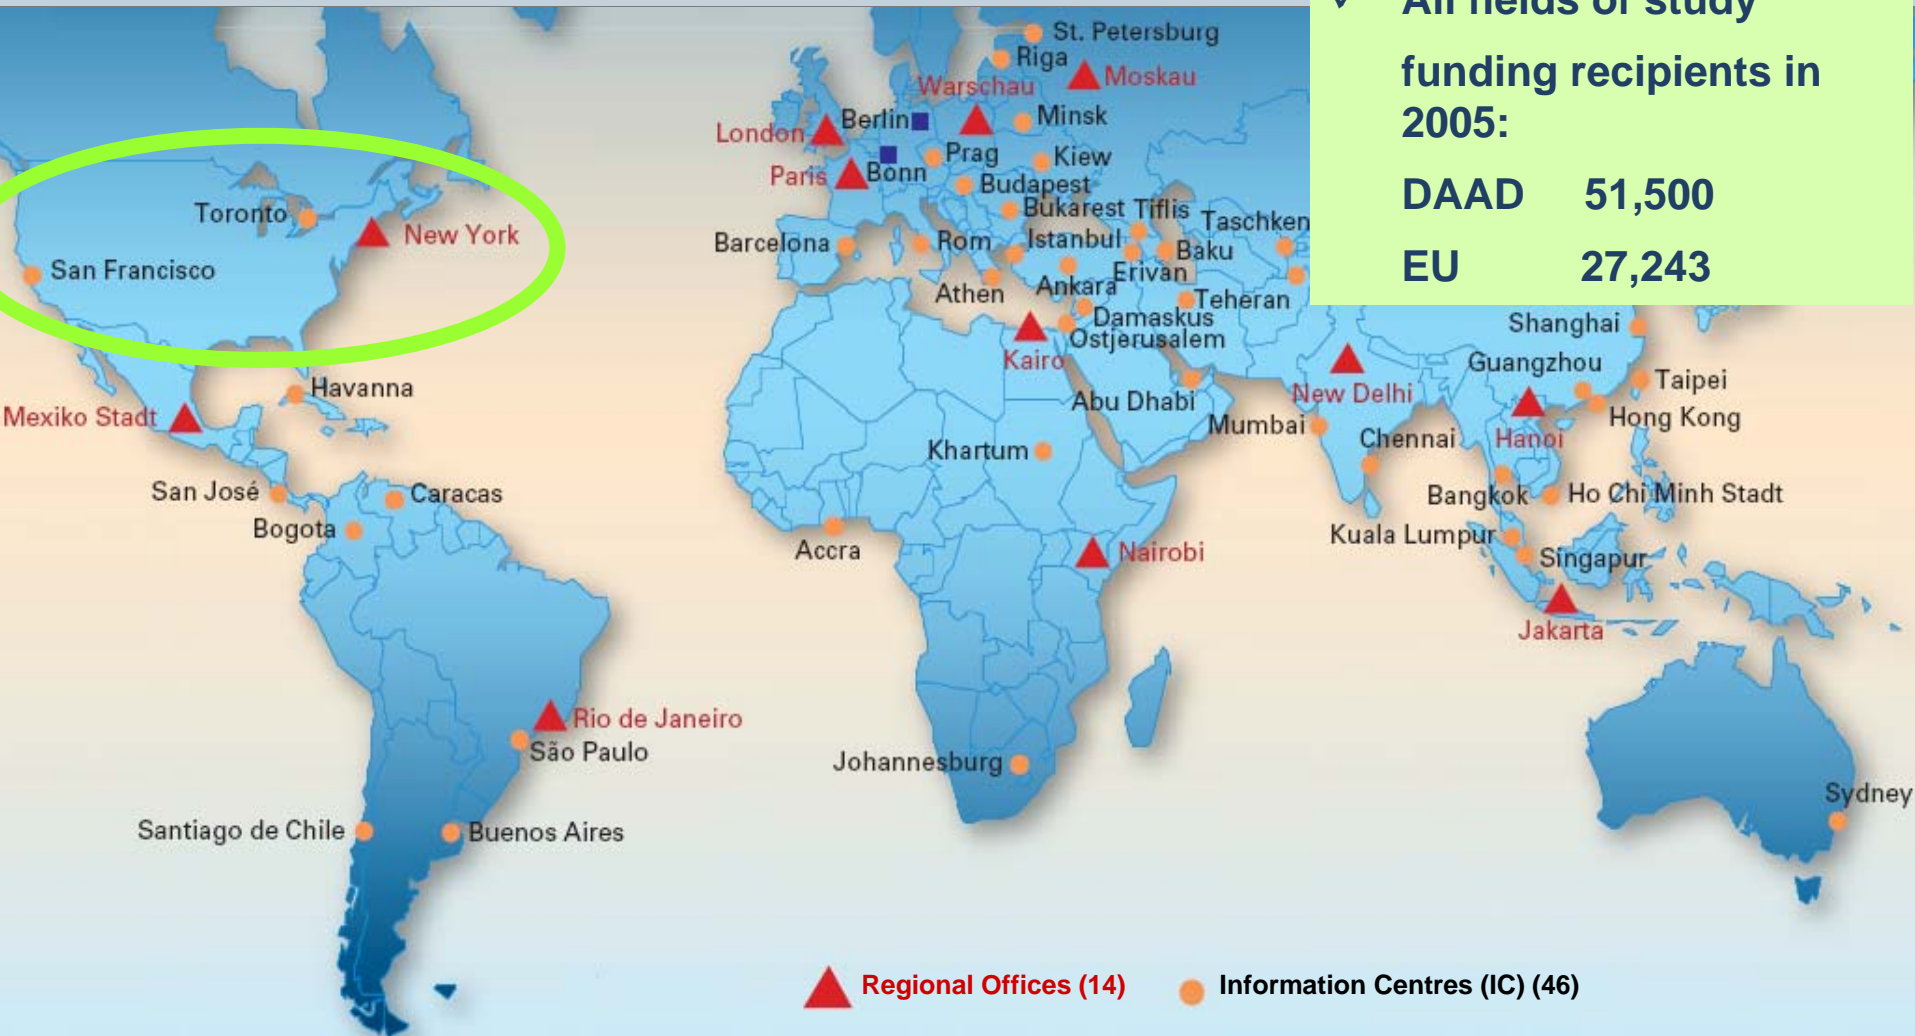 All fields of study
funding recipients in
2005:
DAAD 51,500
EU 27,243
St. Petersburg
Riga
Moskau
Warschau
London
Berlin
Minsk
Paris
Bonn
Prag
Kiew
Budapest
Bukarest
Tiflis
Taschken
Barcelona
Rom
Istanbul
Baku
Erivan
Athen
Ankara
Teheran
Damaskus
Ostjerusalem
Kairo
Abu Dhabi
Toronto
New York
San Francisco
Havanna
Mexiko Stadt
San José
Caracas
Bogota
Khartum
Accra
Nairobi
Shanghai
Guangzhou
Taipei
New Delhi
Hong Kong
Mumbai
Chennai
Hanoi
Bangkok
Ho Chi Minh Stadt
Kuala Lumpur
Singapur
Jakarta
Rio de Janeiro
São Paulo
Johannesburg
Santiago de Chile
Buenos Aires
Sydney
Regional Offices (14)
Information Centres (IC) (46)